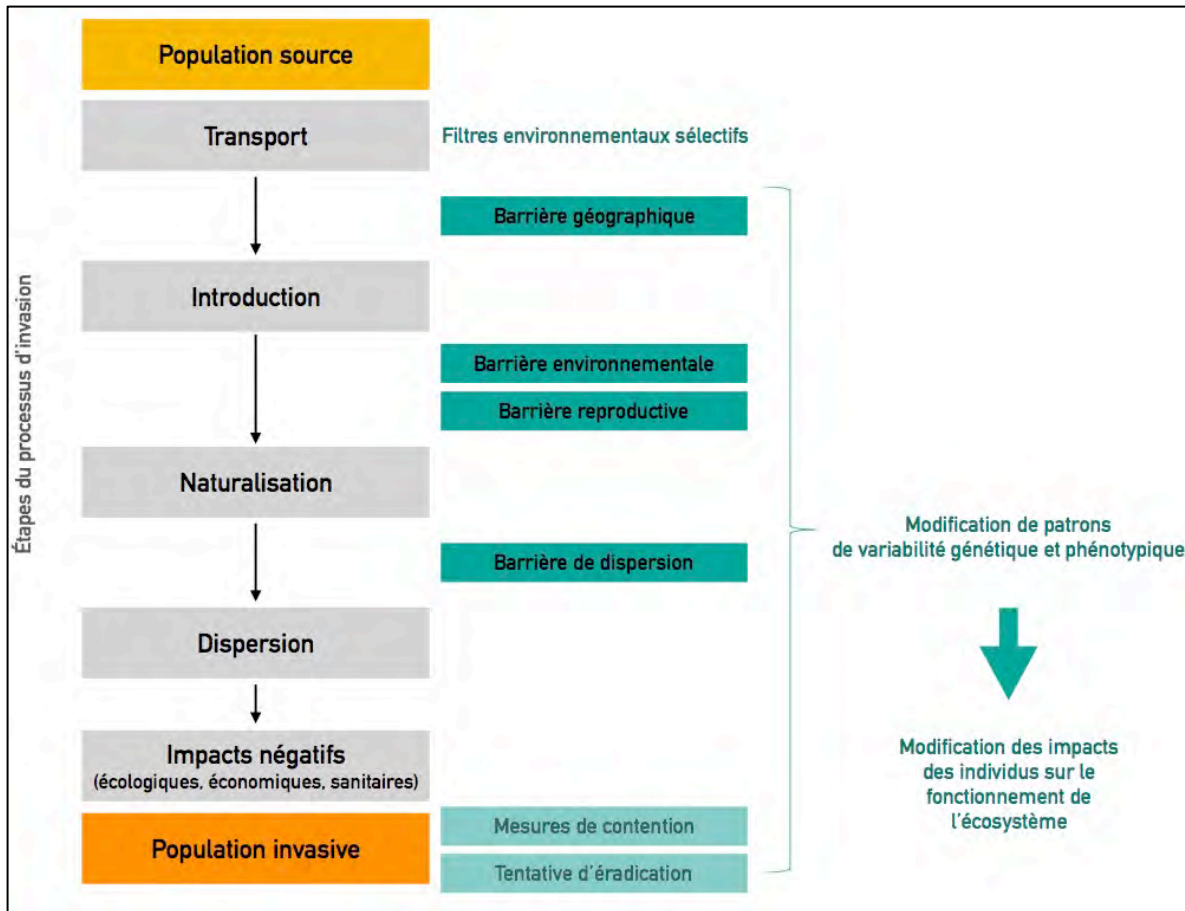 Étapes du processus d'invasion
Population source
Transport
Filtres environnementaux sélectifs
Barrière géographique
Introduction
Barrière environnementale
Barrière reproductive
Naturalisation
Barrière de dispersion
Dispersion
Impacts négatifs
(écologiques, économiques, sanitaires)
Population invasive
Mesures de contention
Tentative d'éradication
Modification de patrons
de variabilité génétique et phénotypique
Modification des impacts
des individus sur le
fonctionnement de
l'écosystème